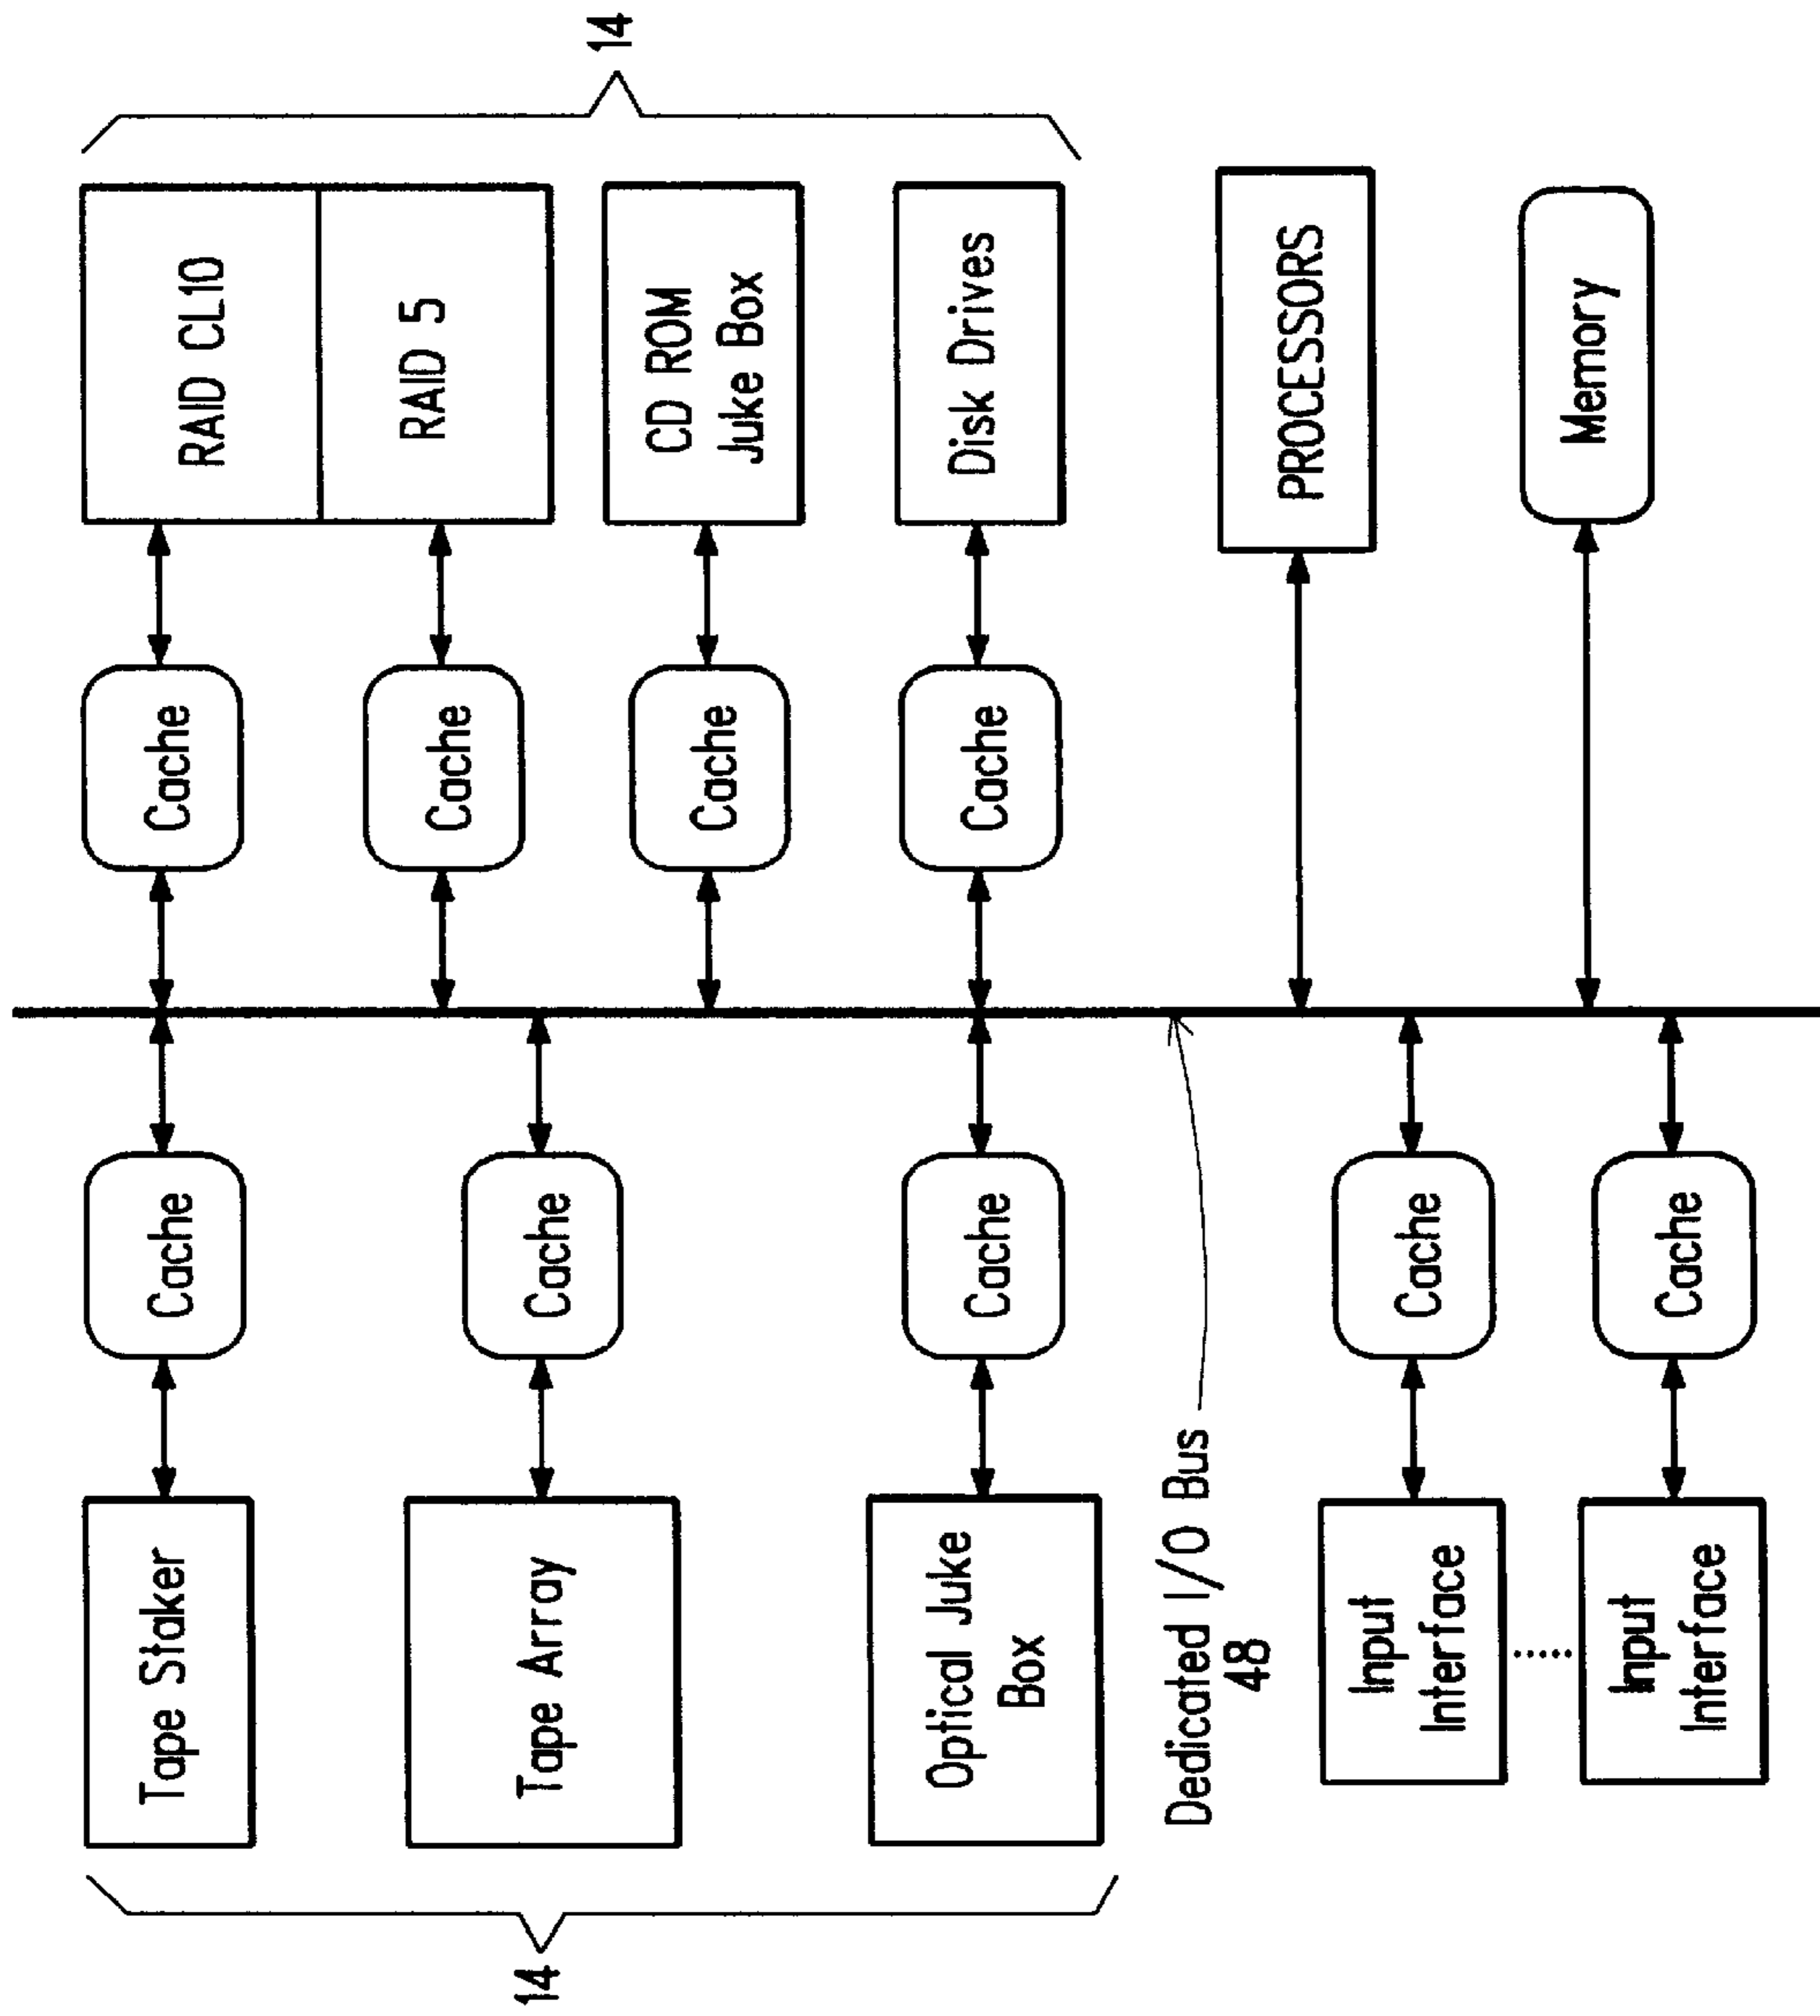 Tape Staker
Cache
Cache
RAID CL10
Cache
RAID 5
14
Tape Array
Cache
14
Cache
CD ROM
Juke Box
Optical Juke
Box
Cache
Cache
Disk Drives
Dedicated I/O Bus
48
PROCESSORS
Input
Interface
Cache
Memory
Input
Interface
Cache